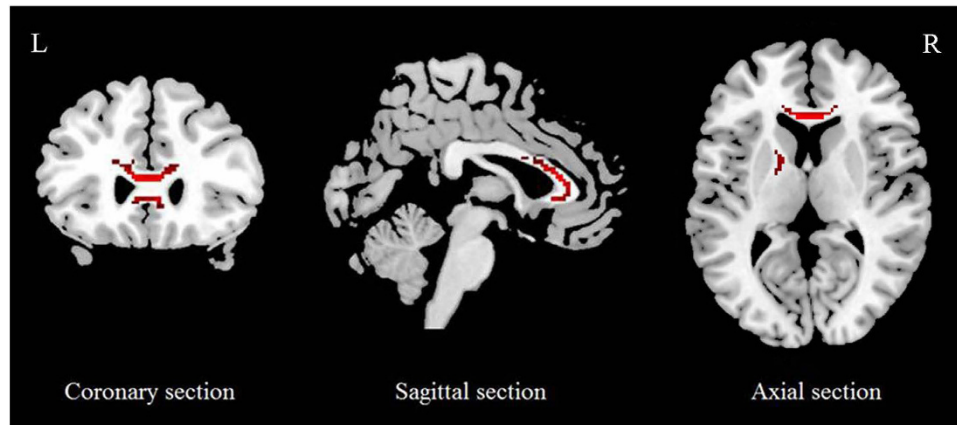 L
R
Coronary section
Sagittal section
Axial section